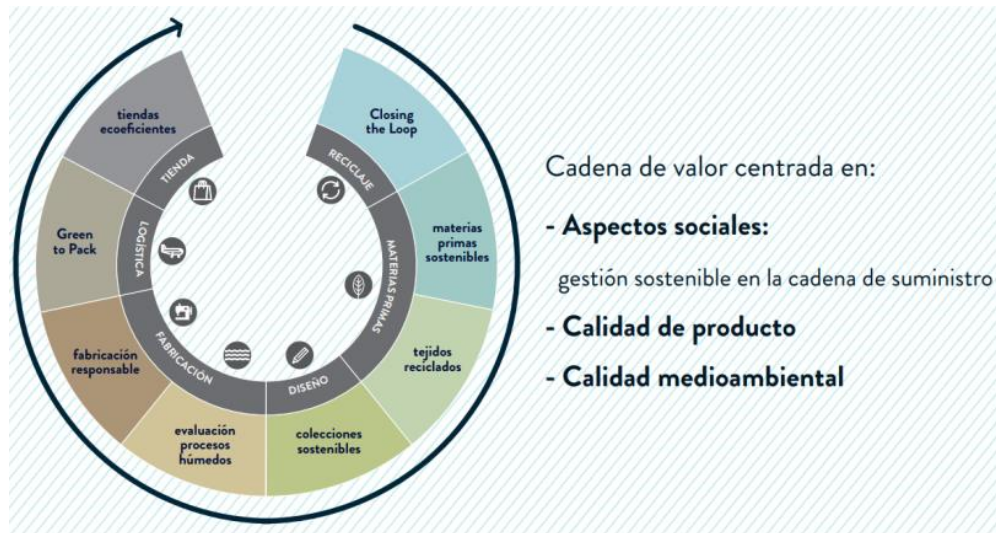 Closing
the Loop
RECICLAJE
materias
primas
sostenibles
MATERIAS PRIMAS
tejidos
reciclados
DISEÑO
colecciones
sostenibles
evaluación
procesos
húmedos
FABRICACIÓN
fabricación
responsable
LOGÍSTICA
Green
to Pack
TIENDA
tiendas
ecoeficientes
Cadena de valor centrada en:
- Aspectos sociales:
gestión sostenible en la cadena de suministro
- Calidad de producto
- Calidad medioambiental